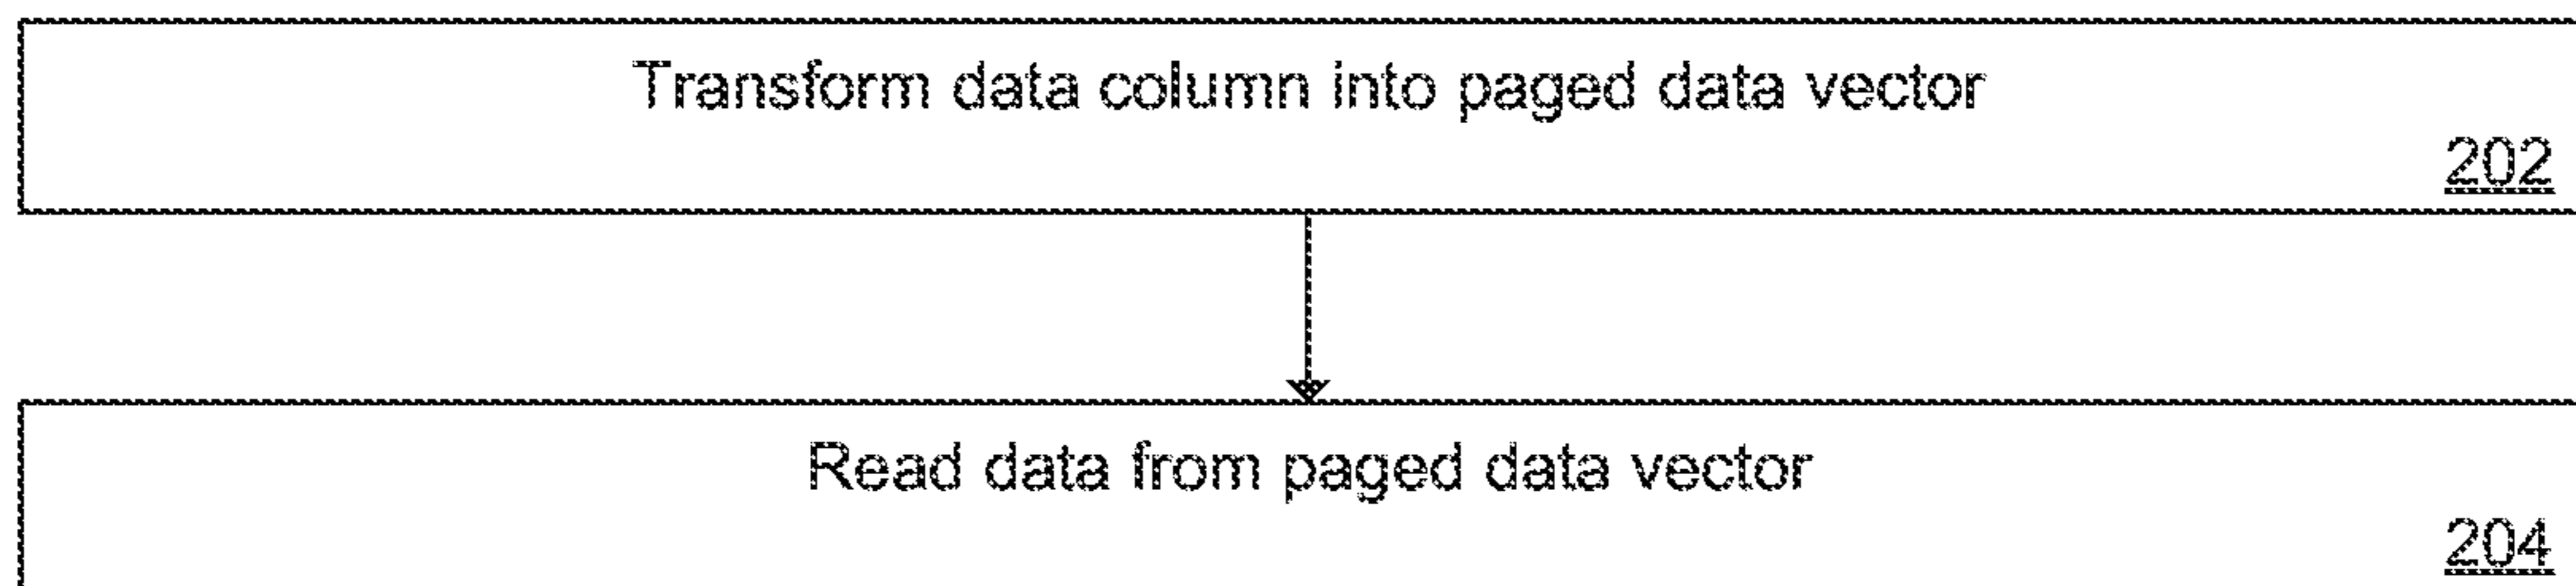 Transform data column into paged data vector
202
Read data from paged data vector
204